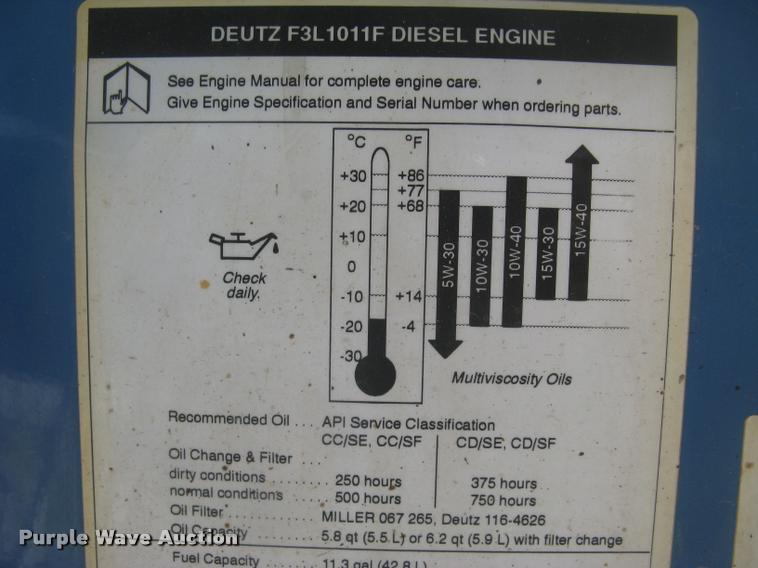 DEUTZ F3L1011F DIESEL ENGINE
See Engine Manual for complete engine care.
Give Engine Specification and Serial Number when ordering parts.
°C °F
+30 +86
+77
+20 +68
+10
0
-10 +14
-20 -4
-30
5W-30
10W-30
10W-40
15W-30
15W-40
Check
daily.
Multiviscosity Oils
Recommended Oil . . . API Service Classification
CC/SE, CC/SF CD/SE, CD/SF
Oil Change & Filter . . .
dirty conditions . . . 250 hours 375 hours
normal conditions . . . 500 hours 750 hours
Oil Filter . . . MILLER 067 265, Deutz 116-4626
Oil Capacity . . . 5.8 qt (5.5 L) or 6.2 qt (5.9 L) with filter change
Fuel Capacity . . . 11.3 gal (42.8 L)
Purple Wave Auction